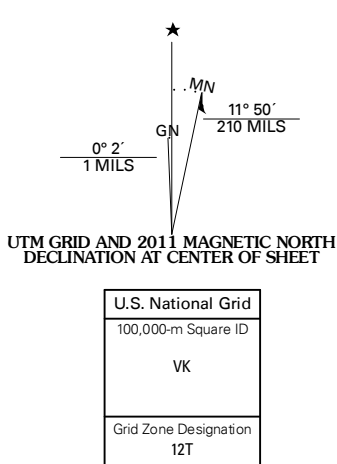 ★
MN
11° 50´
210 MILS
GN
0° 2´
1 MILS
UTM GRID AND 2011 MAGNETIC NORTH
DECLINATION AT CENTER OF SHEET
U.S. National Grid
100,000-m Square ID
VK
Grid Zone Designation
12T